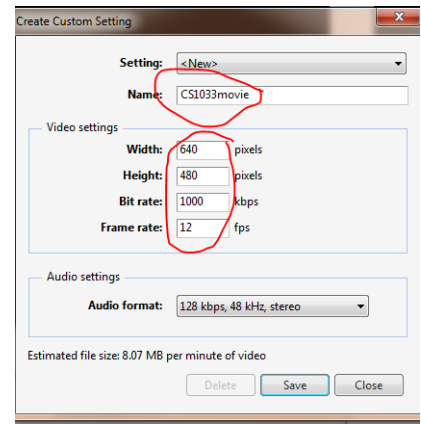 Create Custom Setting
Setting: <New>
Name: CS1033movie
Video settings
Width: 640 pixels
Height: 480 pixels
Bit rate: 1000 kbps
Frame rate: 12 fps
Audio settings
Audio format: 128 kbps, 48 kHz, stereo
Estimated file size: 8.07 MB per minute of video
Delete Save Close